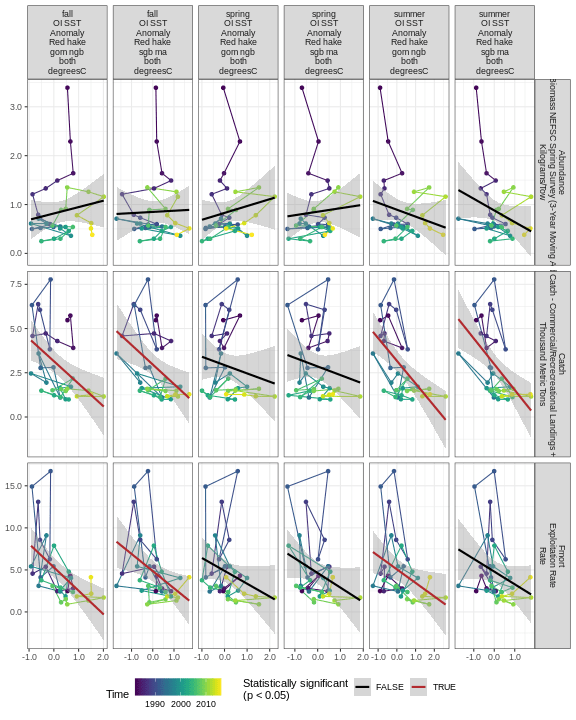 fall
OI SST
Anomaly
Red hake
gom ngb
both
degreesC
fall
OI SST
Anomaly
Red hake
sgb ma
both
degreesC
spring
OI SST
Anomaly
Red hake
gom ngb
both
degreesC
spring
OI SST
Anomaly
Red hake
sgb ma
both
degreesC
summer
OI SST
Anomaly
Red hake
gom ngb
both
degreesC
summer
OI SST
Anomaly
Red hake
sgb ma
both
degreesC
3.0
2.0
1.0
0.0
Abundance
Biomass NEFSC Spring Survey (3-Year Moving A
Kilograms/Tow
7.5
5.0
2.5
0.0
Catch
Catch - Commercial/Recreational Landings +
Thousand Metric Tons
15.0
10.0
5.0
0.0
Fmort
Exploitation Rate
Rate
-1.0 0.0 1.0 2.0
-1.0 0.0 1.0
-1.0 0.0 1.0 2.0
-1.0 0.0 1.0
-1.0 0.0 1.0 2.0
-1.0 0.0 1.0
Time
1990 2000 2010
Statistically significant
(p < 0.05)
FALSE
TRUE